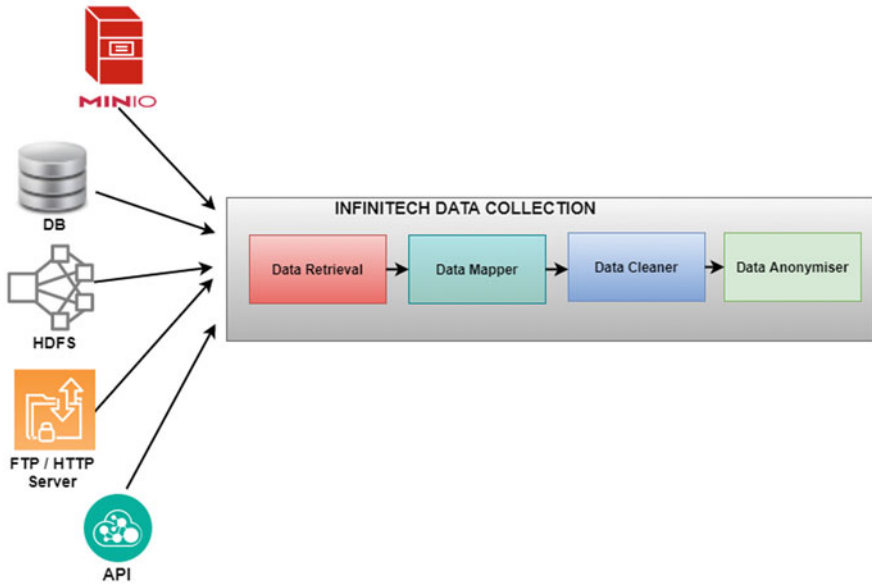 MINIO
DB
HDFS
FTP / HTTP
Server
API
INFINITECH DATA COLLECTION
Data Retrieval
Data Mapper
Data Cleaner
Data Anonymiser